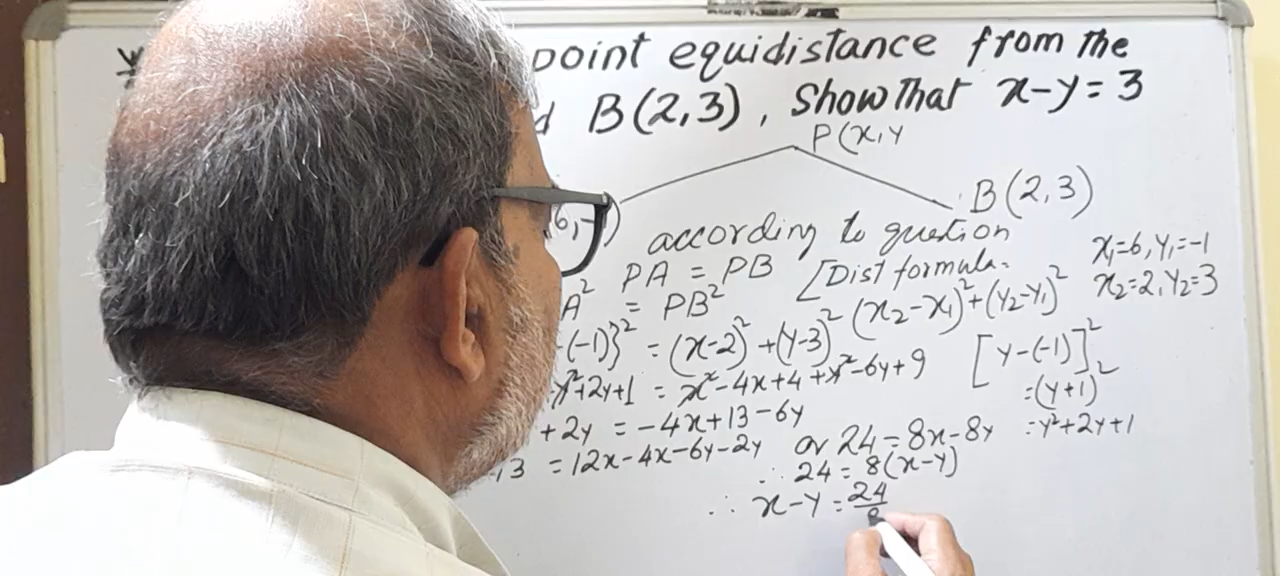 point equidistance from the
B(2,3), Show That x-y=3
P(x,y
B(2,3)
according to question
PA = PB [Dist formula.
x₁=6, y₁=-1
A² = PB² (x₂-x₁)²+(y₂-y₁)²
x₂=2, y₂=3
(-1)}² = (x-2)²+(y-3)²
[y-(-1)]²
y²+2y+1 = x²-4x+4+y²-6y+9
=(y+1)²
+2y = -4x+13-6y
=y²+2y+1
13 = 12x-4x-6y-2y or 24=8x-8y
∴ 24=8(x-y)
∴ x-y=24/8